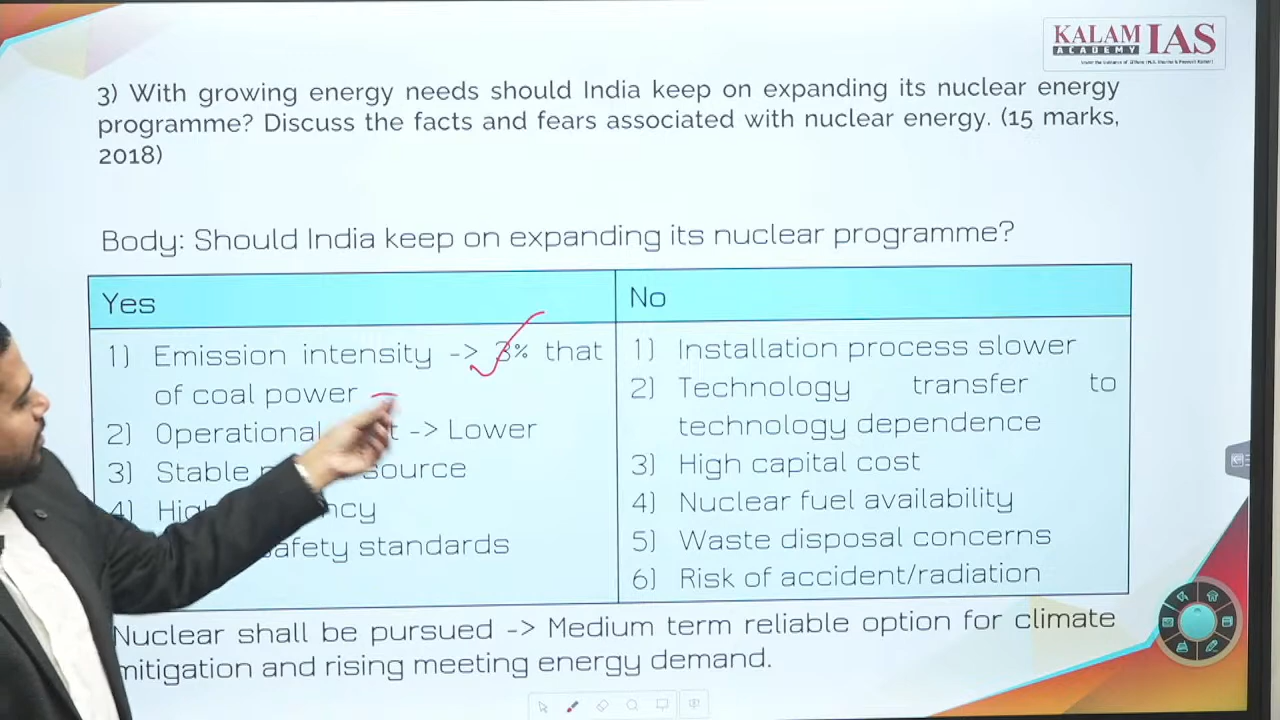 KALAM IAS
ACADEMY
3) With growing energy needs should India keep on expanding its nuclear energy
programme? Discuss the facts and fears associated with nuclear energy. (15 marks,
2018)
Body: Should India keep on expanding its nuclear programme?
Yes
1) Emission intensity -> 3% that
of coal power
2) Operational -> Lower
3) Stable source
4)
safety standards
No
1) Installation process slower
2) Technology transfer to
technology dependence
3) High capital cost
4) Nuclear fuel availability
5) Waste disposal concerns
6) Risk of accident/radiation
Nuclear shall be pursued -> Medium term reliable option for climate
mitigation and rising meeting energy demand.